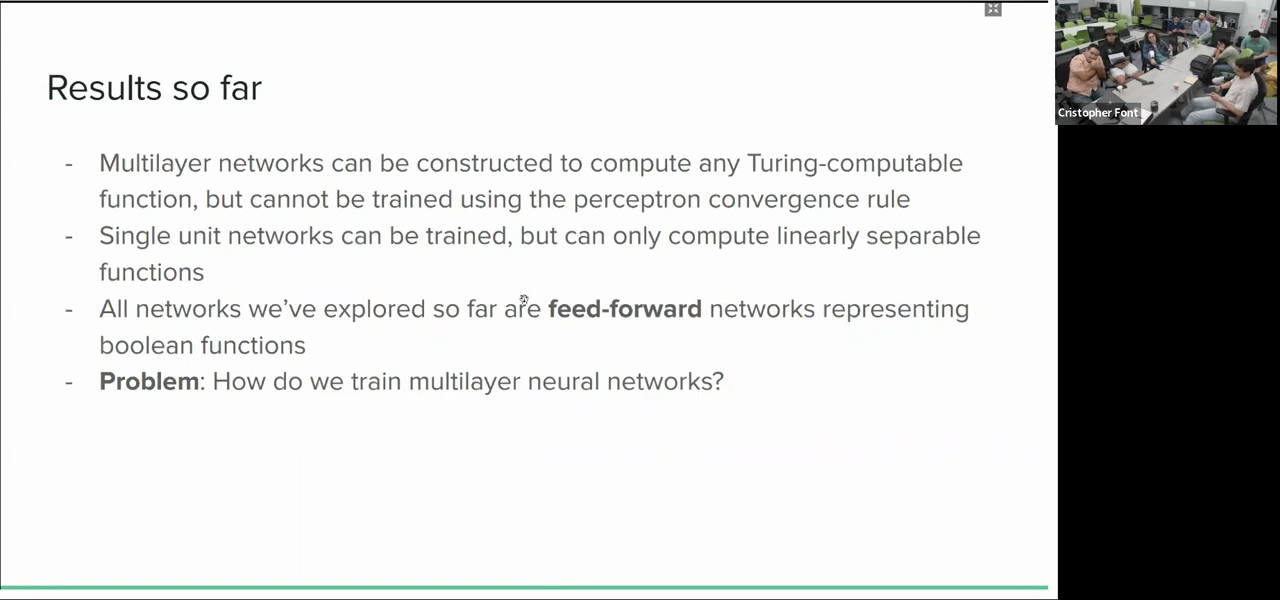 Results so far
- Multilayer networks can be constructed to compute any Turing-computable
function, but cannot be trained using the perceptron convergence rule
- Single unit networks can be trained, but can only compute linearly separable
functions
- All networks we’ve explored so far are feed-forward networks representing
boolean functions
- Problem: How do we train multilayer neural networks?
Cristopher Font